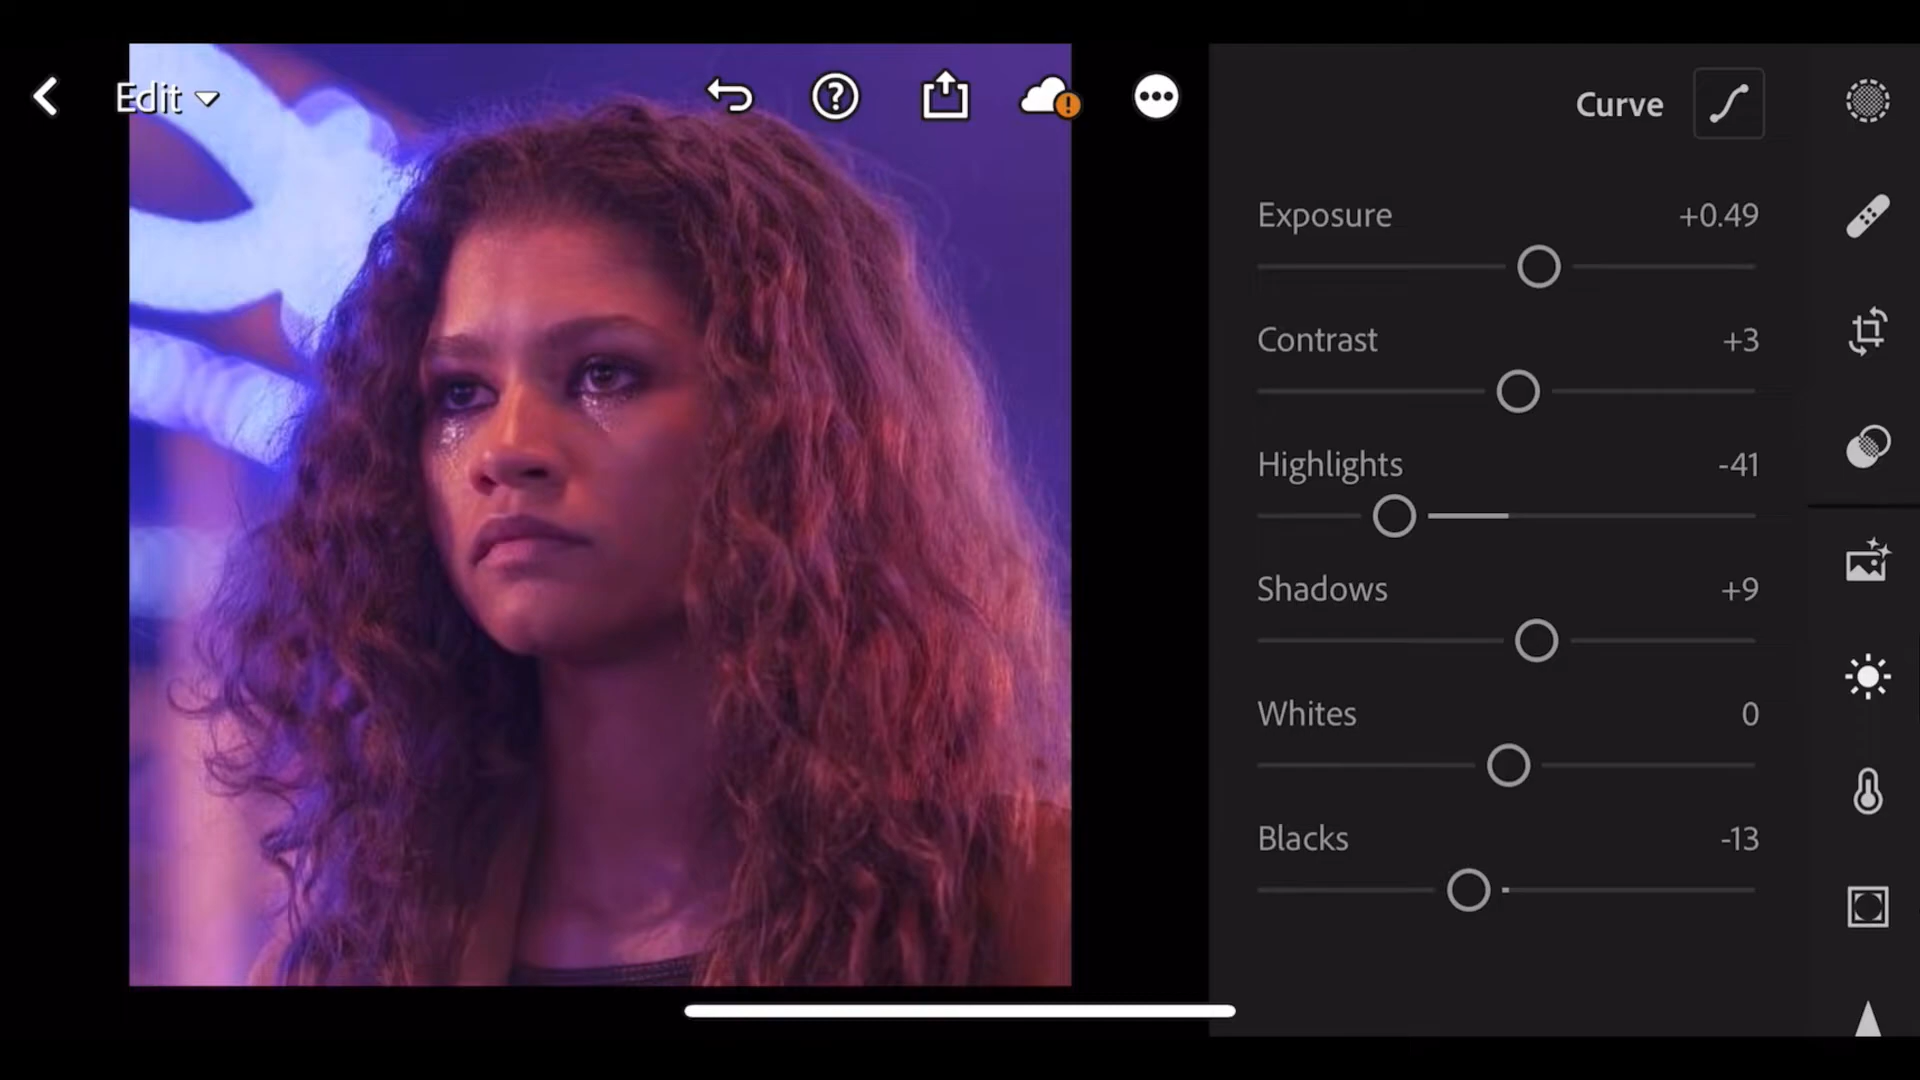 Edit
Curve
Exposure +0.49
Contrast +3
Highlights -41
Shadows +9
Whites 0
Blacks -13